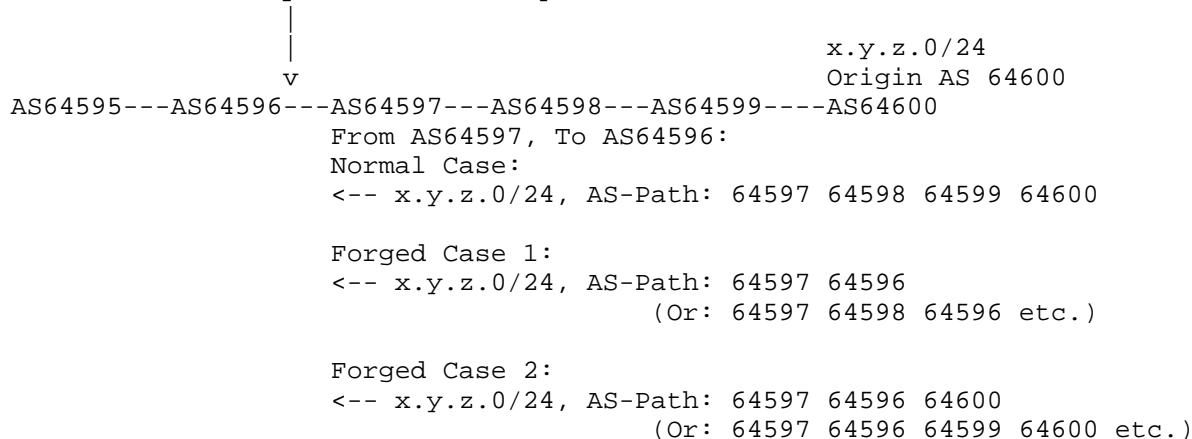 |
| x.y.z.0/24
v Origin AS 64600
AS64595---AS64596---AS64597---AS64598---AS64599----AS64600
From AS64597, To AS64596:
Normal Case:
<-- x.y.z.0/24, AS-Path: 64597 64598 64599 64600
Forged Case 1:
<-- x.y.z.0/24, AS-Path: 64597 64596
(Or: 64597 64598 64596 etc.)
Forged Case 2:
<-- x.y.z.0/24, AS-Path: 64597 64596 64600
(Or: 64597 64596 64599 64600 etc.)